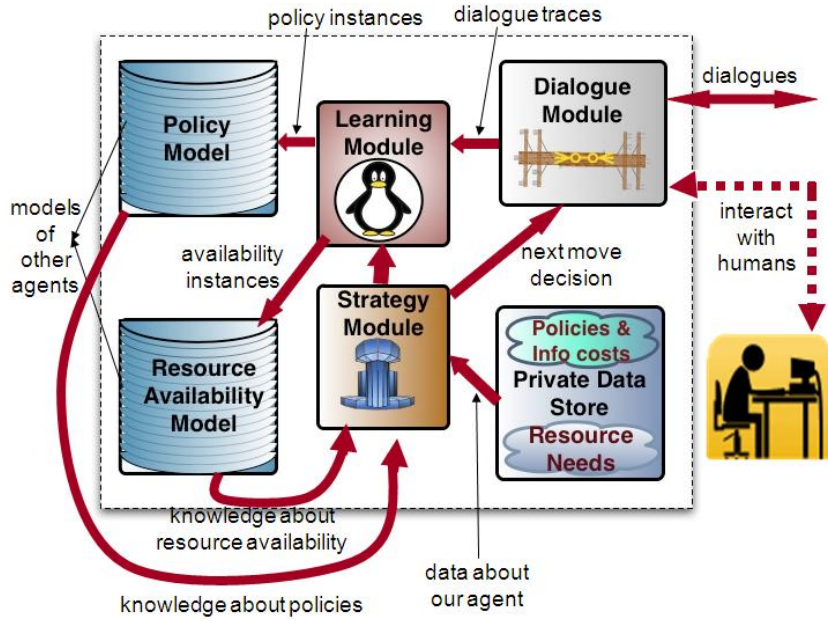 policy instances
dialogue traces
Policy
Model
Learning
Module
Dialogue
Module
dialogues
models
of
other
agents
availability
instances
next move
decision
interact
with
humans
Strategy
Module
Resource
Availability
Model
Policies &
Info costs
Private Data
Store
Resource
Needs
knowledge about
resource availability
knowledge about policies
data about
our agent